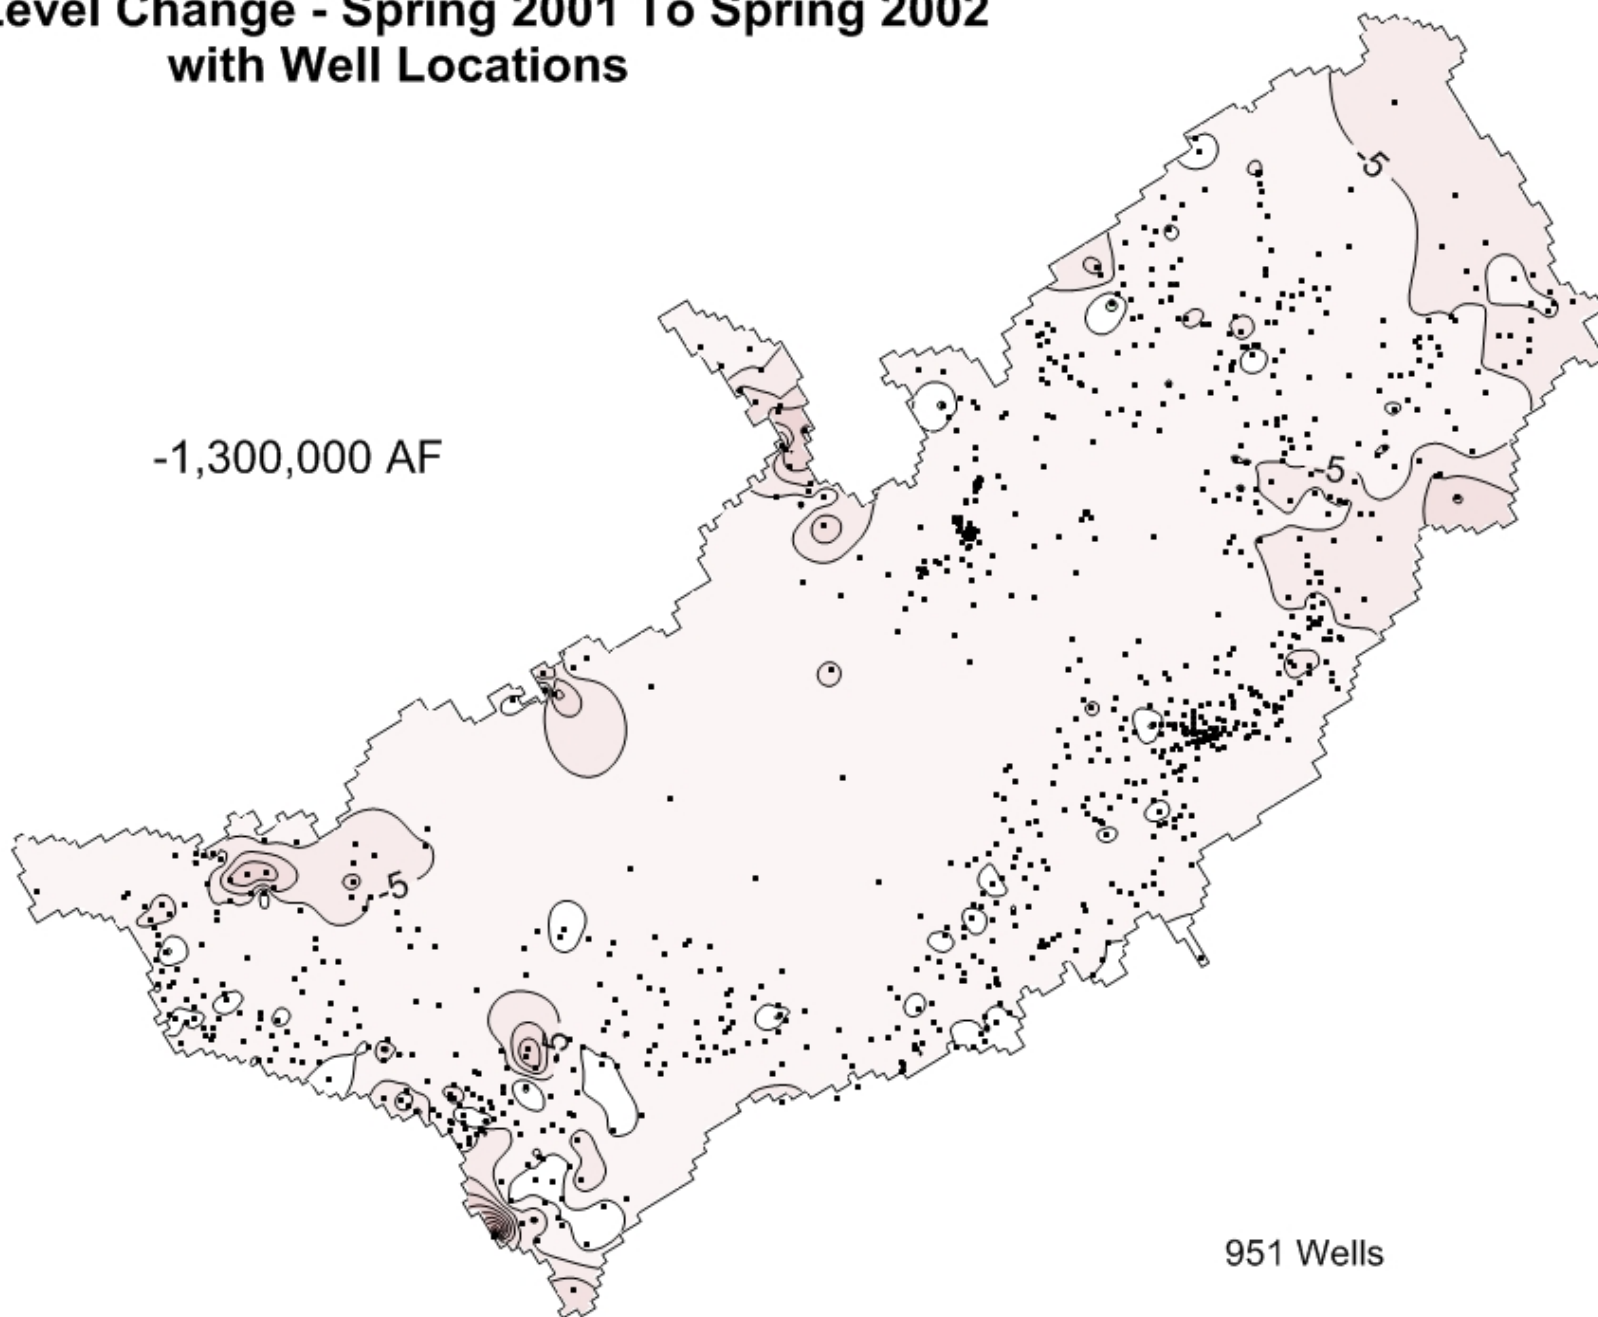 Level Change - Spring 2001 To Spring 2002
with Well Locations
-5
-1,300,000 AF
-5
-5
-5
951 Wells